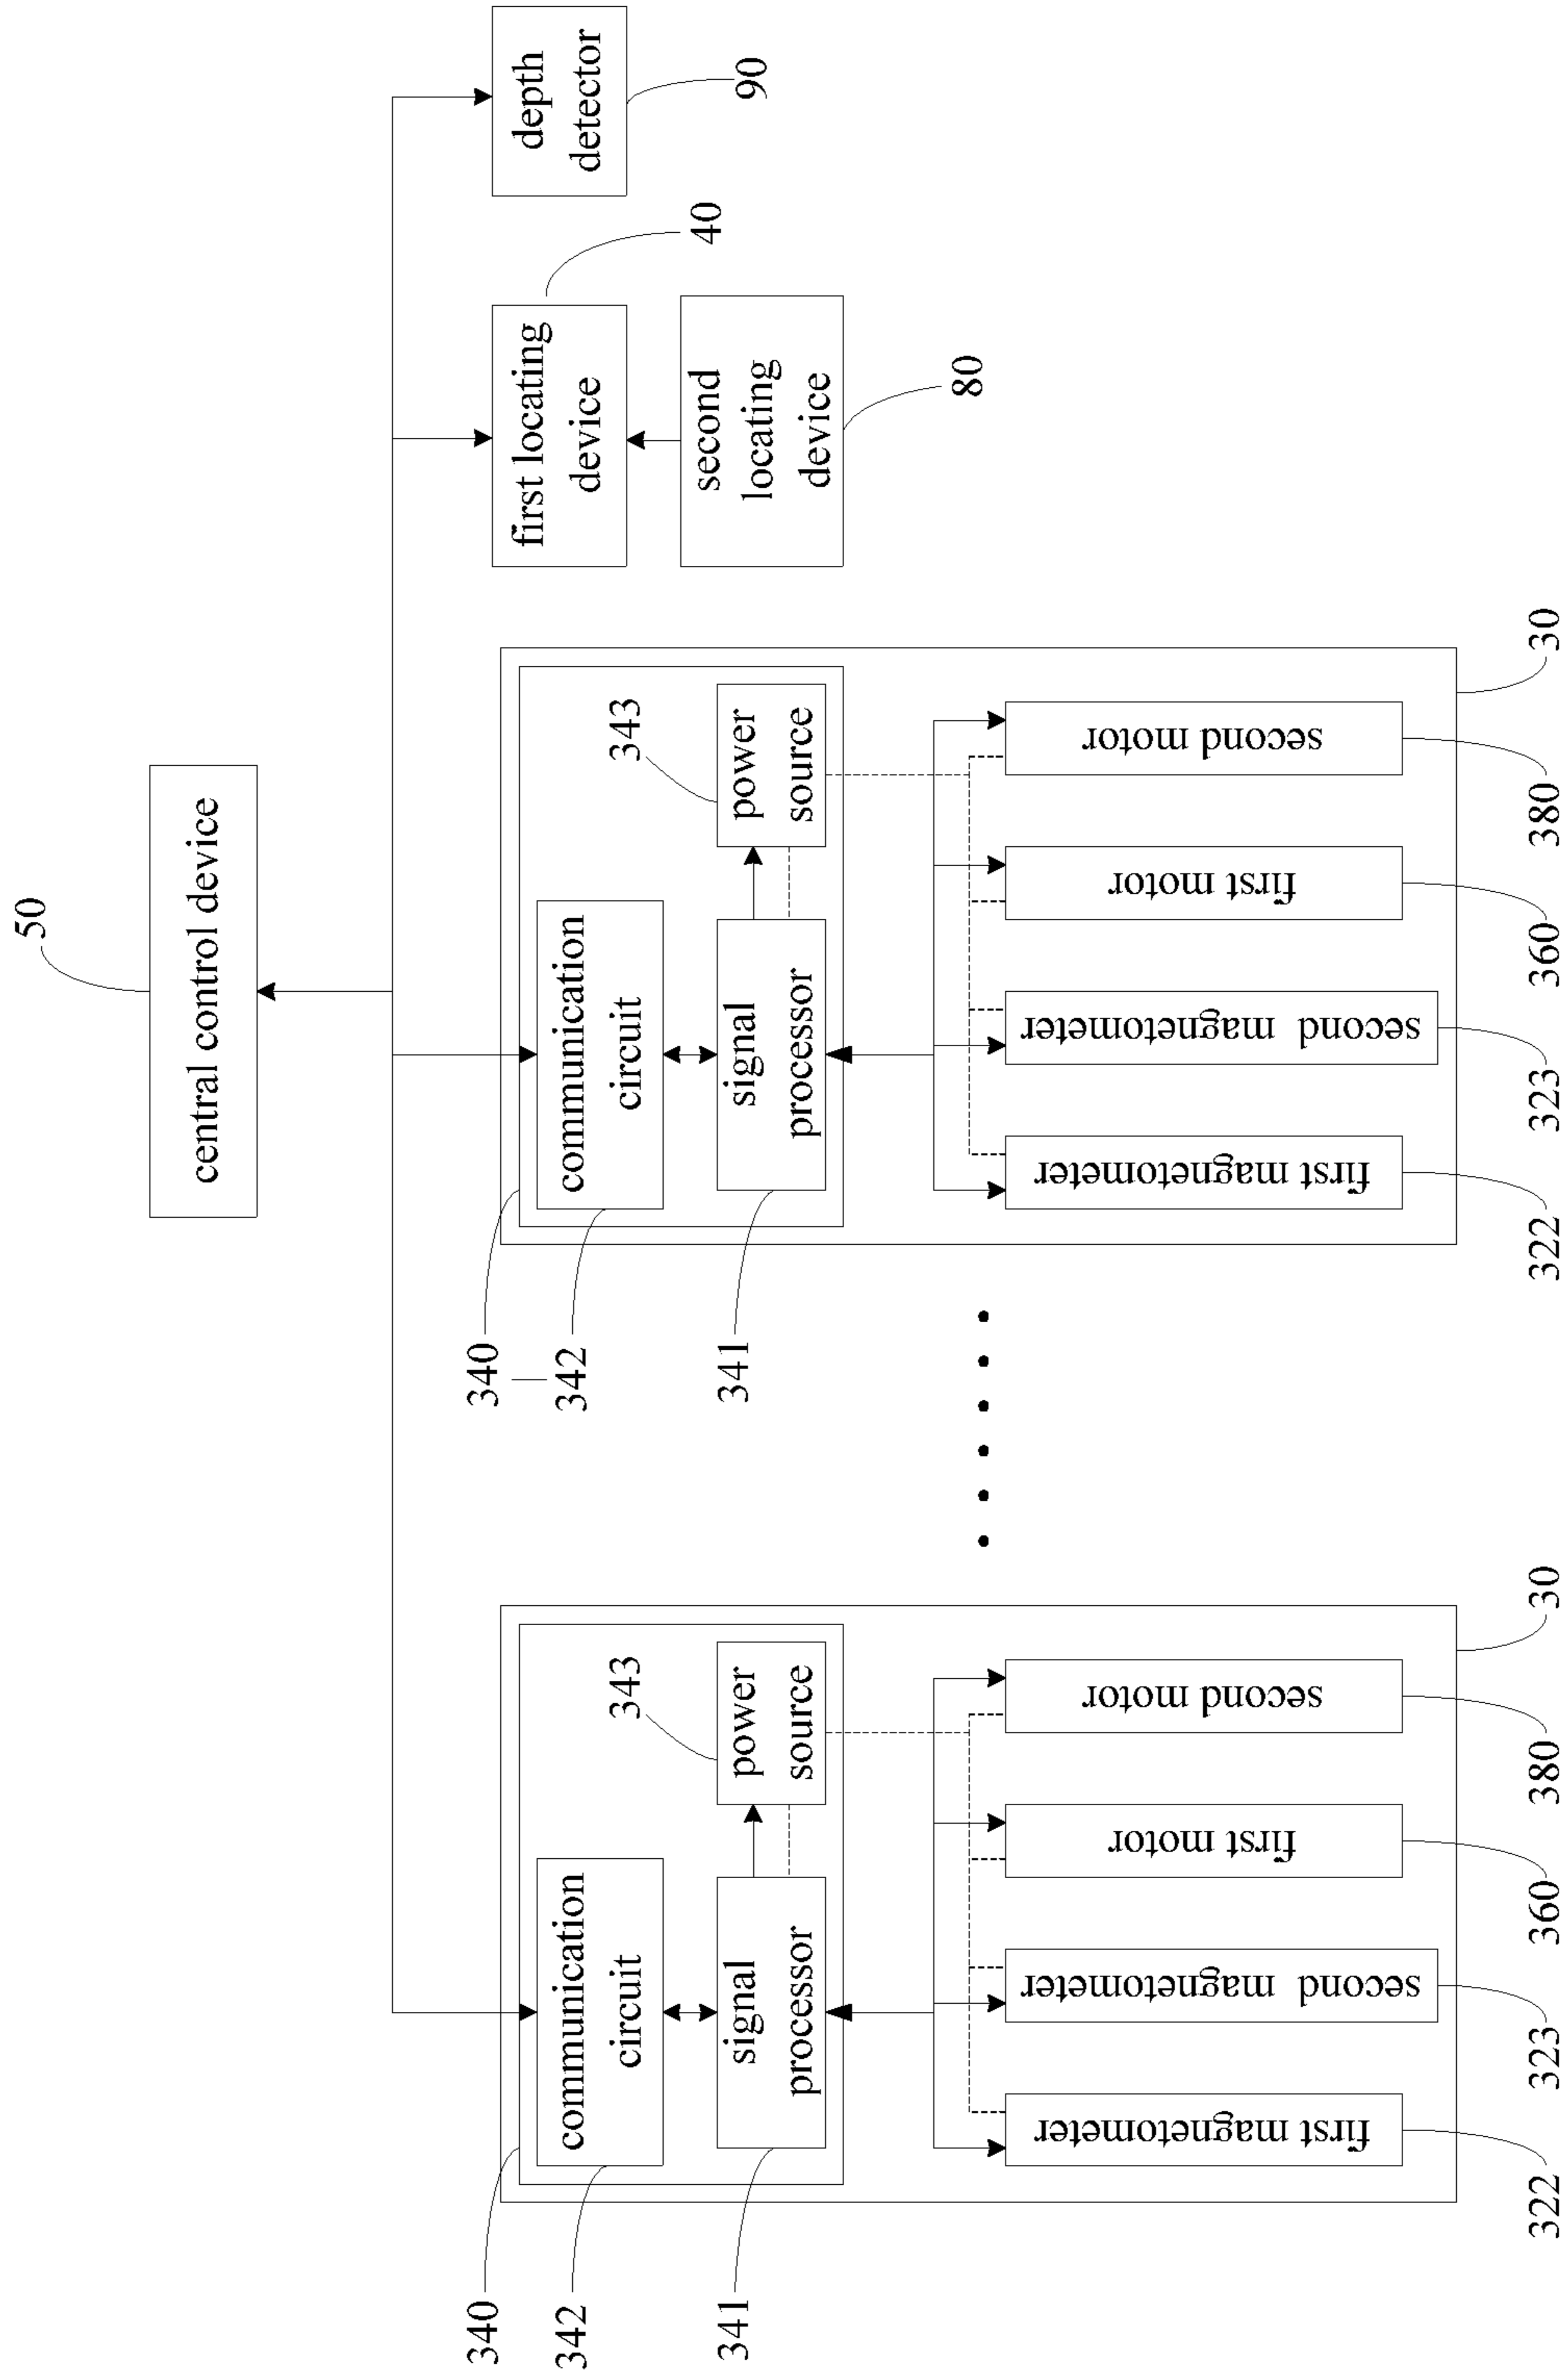 50
central control device
340
342
communication
circuit
343
341
signal
processor
power
source
first magnetometer
second magnetometer
first motor
second motor
322
323
360
380
30
340
342
communication
circuit
343
341
signal
processor
power
source
first magnetometer
second magnetometer
first motor
second motor
322
323
360
380
30
first locating
device
40
second
locating
device
80
depth
detector
90